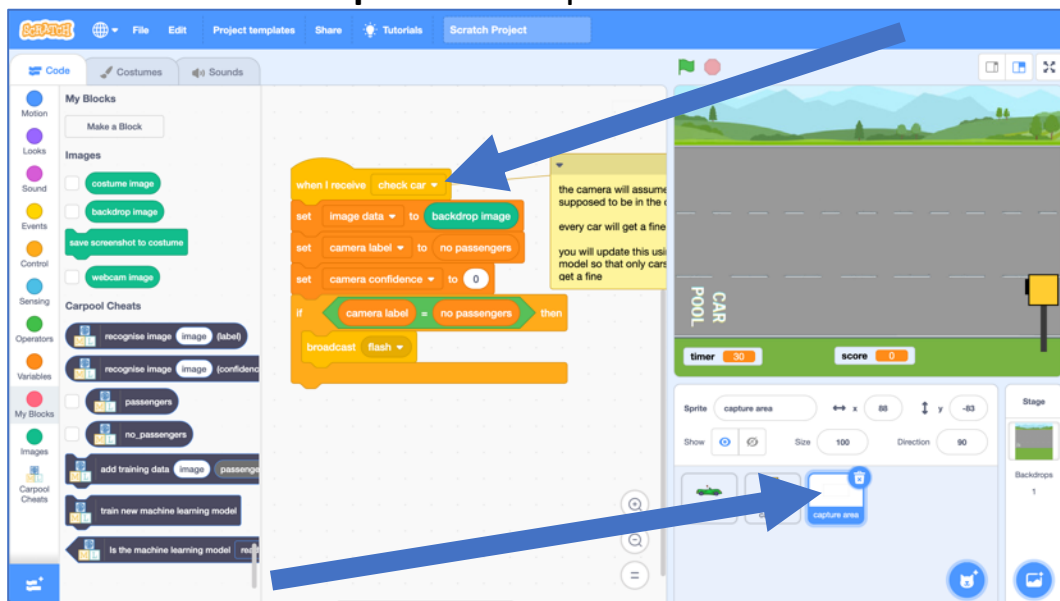 SCRATCH File Edit Project templates Share Tutorials Scratch Project
Code Costumes Sounds
Motion
Looks
Sound
Events
Control
Sensing
Operators
Variables
My Blocks
Images
Carpool
Cheats
My Blocks
Make a Block
Images
costume image
backdrop image
save screenshot to costume
webcam image
Carpool Cheats
recognise image image (label)
recognise image image (confidenc
passengers
no_passengers
add training data image passenge
train new machine learning model
Is the machine learning model rea
when I receive check car
set image data to backdrop image
set camera label to no passengers
set camera confidence to 0
if camera label = no passengers then
broadcast flash
the camera will assume
supposed to be in the c
every car will get a fine
you will update this usi
model so that only cars
get a fine
CAR
POOL
timer 30 score 0
Sprite capture area x 88 y -83
Show Size 100 Direction 90
capture area
Stage
Backdrops
1